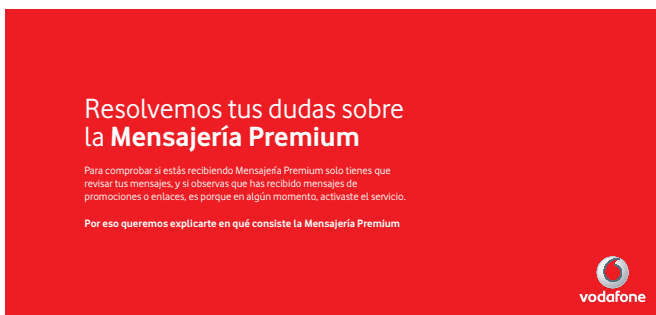 Resolvemos tus dudas sobre
la Mensajería Premium
Para comprobar si estás recibiendo Mensajería Premium solo tienes que
revisar tus mensajes, y si observas que has recibido mensajes de
promociones o enlaces, es porque en algún momento, activaste el servicio.
Por eso queremos explicarte en qué consiste la Mensajería Premium
vodafone